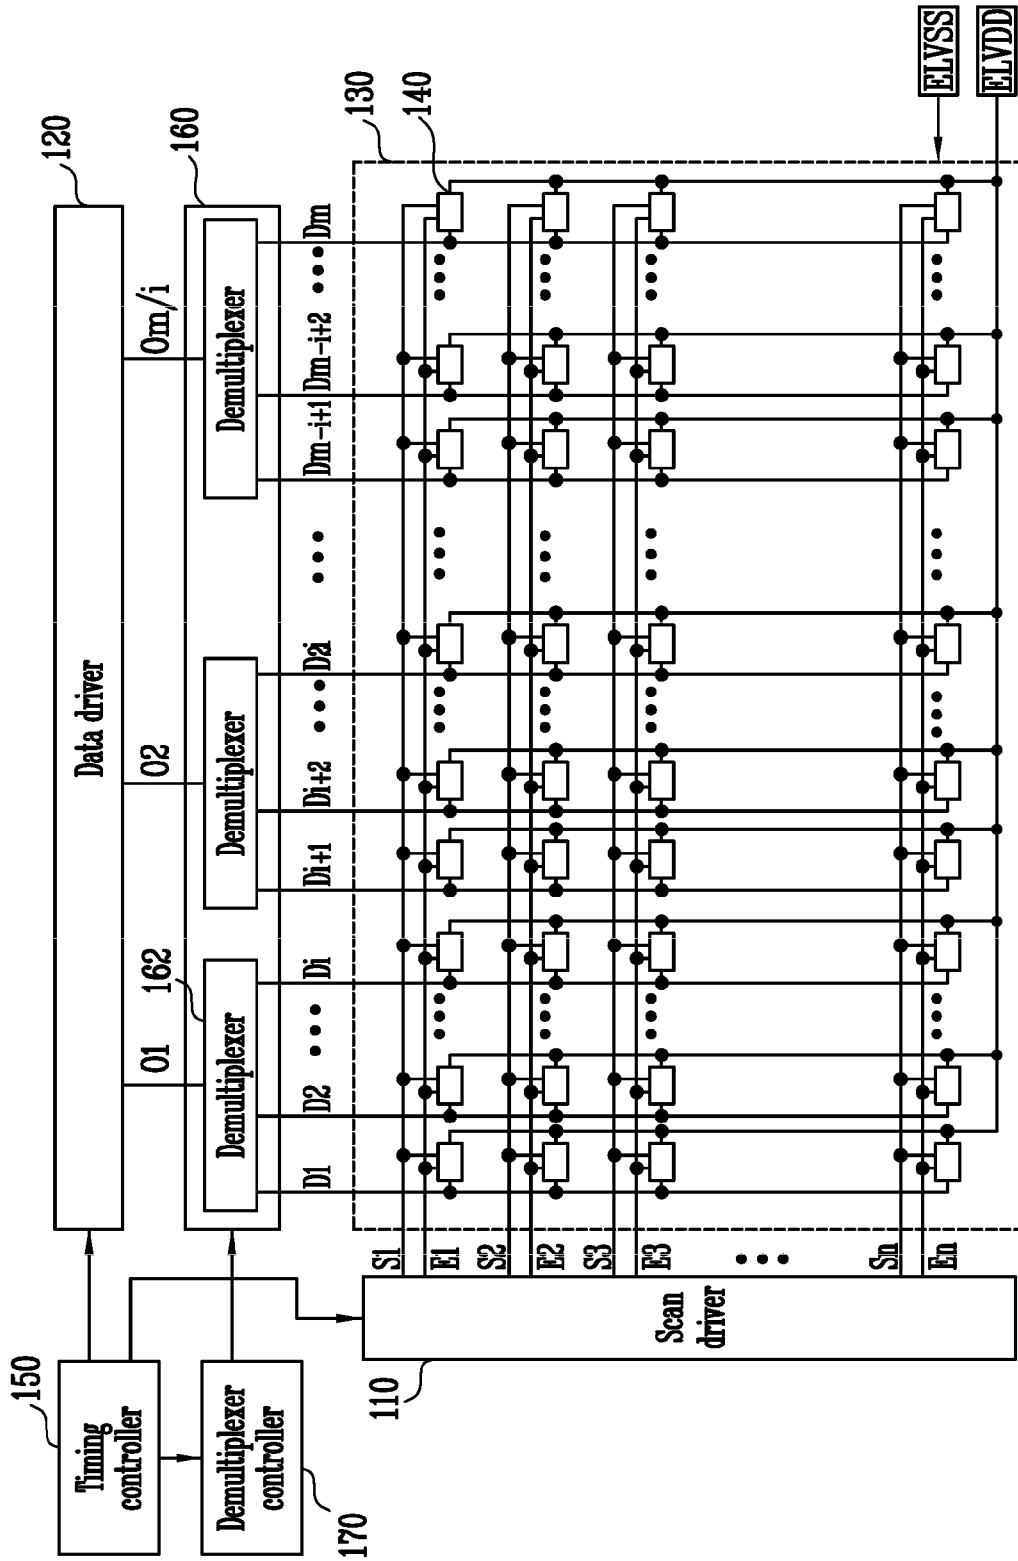 120
Data driver
160
O1
O2
Om/i
162
Demultiplexer
Demultiplexer
Demultiplexer
D1
D2
Di
Di+1
Di+2
D2i
Dm-i+1
Dm-i+2
Dm
130
140
150
Timing
controller
Demultiplexer
controller
170
110
Scan
driver
S1
E1
S2
E2
S3
E3
Sn
En
ELVSS
ELVDD